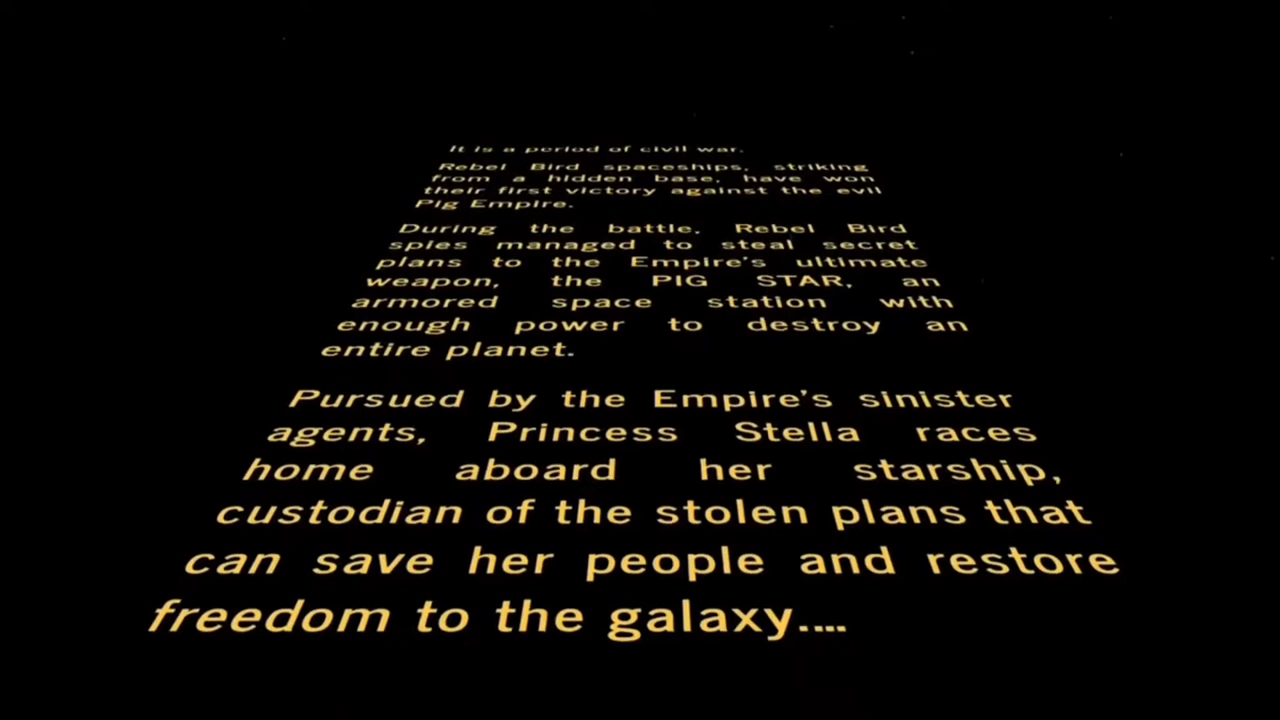 It is a period of civil war.
Rebel Bird spaceships, striking
from a hidden base, have won
their first victory against the evil
Pig Empire.
During the battle, Rebel Bird
spies managed to steal secret
plans to the Empire's ultimate
weapon, the PIG STAR, an
armored space station with
enough power to destroy an
entire planet.
Pursued by the Empire's sinister
agents, Princess Stella races
home aboard her starship,
custodian of the stolen plans that
can save her people and restore
freedom to the galaxy....